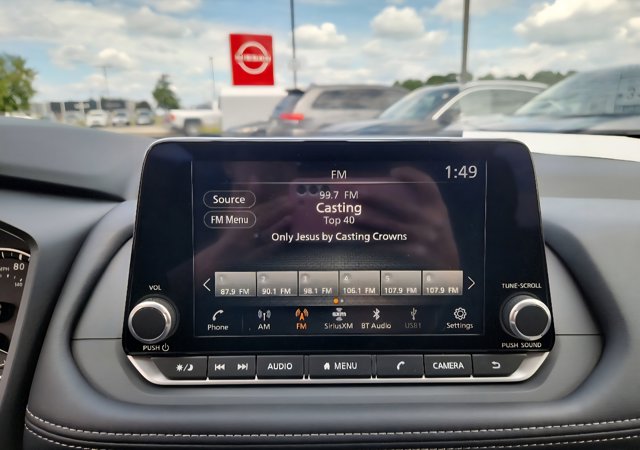 FM
1:49
Source
99.7 FM
Casting
FM Menu
Top 40
Only Jesus by Casting Crowns
1 2 3 4 5 6
87.9 FM 90.1 FM 98.1 FM 106.1 FM 107.9 FM 107.9 FM
VOL
TUNE·SCROLL
Phone AM FM SiriusXM BT Audio USB1 Settings
PUSH
PUSH SOUND
AUDIO MENU CAMERA
MPH 80
140